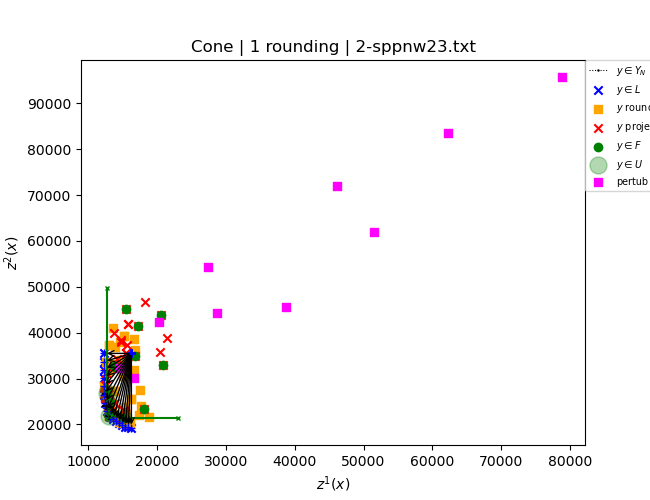 Cone | 1 rounding | 2-sppnw23.txt
z²(x)
90000
80000
70000
60000
50000
40000
30000
20000
10000 20000 30000 40000 50000 60000 70000 80000
z¹(x)
y ∈ Y_N
y ∈ L
y roun
y proje
y ∈ F
y ∈ U
pertub